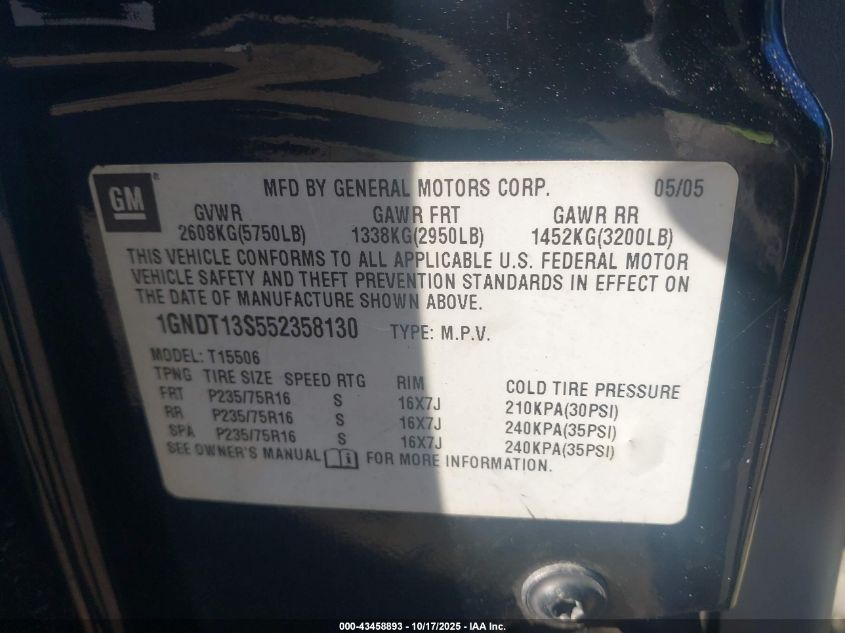 GM
MFD BY GENERAL MOTORS CORP. 05/05
GVWR GAWR FRT GAWR RR
2608KG(5750LB) 1338KG(2950LB) 1452KG(3200LB)
THIS VEHICLE CONFORMS TO ALL APPLICABLE U.S. FEDERAL MOTOR
VEHICLE SAFETY AND THEFT PREVENTION STANDARDS IN EFFECT ON
THE DATE OF MANUFACTURE SHOWN ABOVE.
1GNDT13S552358130 TYPE: M.P.V.
MODEL: T15506
TPNG TIRE SIZE SPEED RTG RIM COLD TIRE PRESSURE
FRT P235/75R16 S 16X7J 210KPA(30PSI)
RR P235/75R16 S 16X7J 240KPA(35PSI)
SPA P235/75R16 S 16X7J 240KPA(35PSI)
SEE OWNER'S MANUAL i FOR MORE INFORMATION.
000-43458893 - 10/17/2025 - IAA Inc.